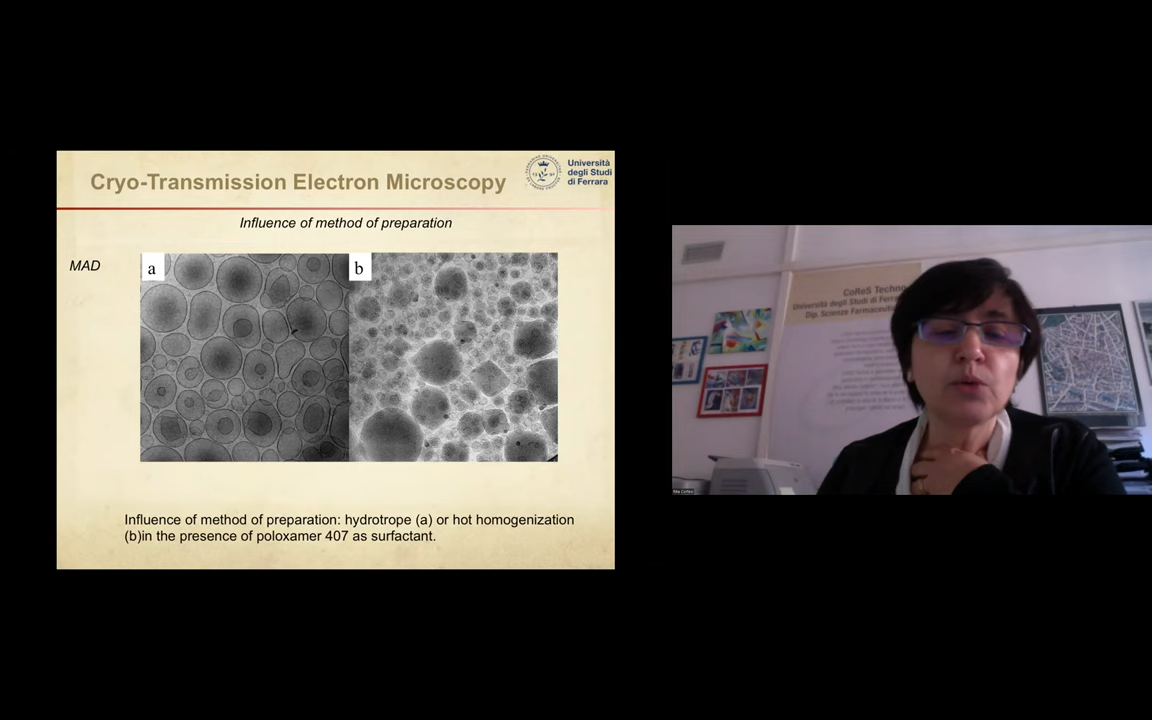 Cryo-Transmission Electron Microscopy
Università
degli Studi
di Ferrara
Influence of method of preparation
MAD
a
b
Influence of method of preparation: hydrotrope (a) or hot homogenization
(b)in the presence of poloxamer 407 as surfactant.
CoReS Techno
Università degli Studi di Ferra
Dip. Scienze Farmaceutic